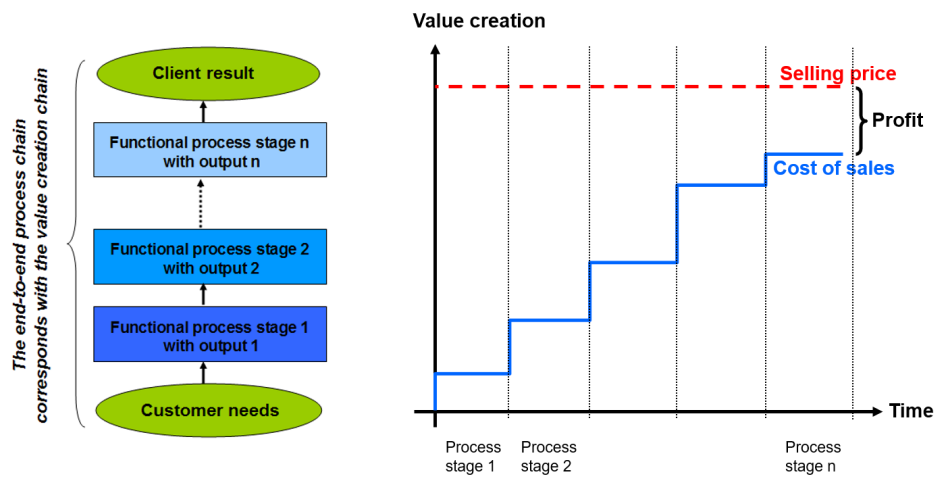 The end-to-end process chain
corresponds with the value creation chain
Client result
Functional process stage n
with output n
Functional process stage 2
with output 2
Functional process stage 1
with output 1
Customer needs
Value creation
Selling price
Profit
Cost of sales
Time
Process
stage 1
Process
stage 2
Process
stage n